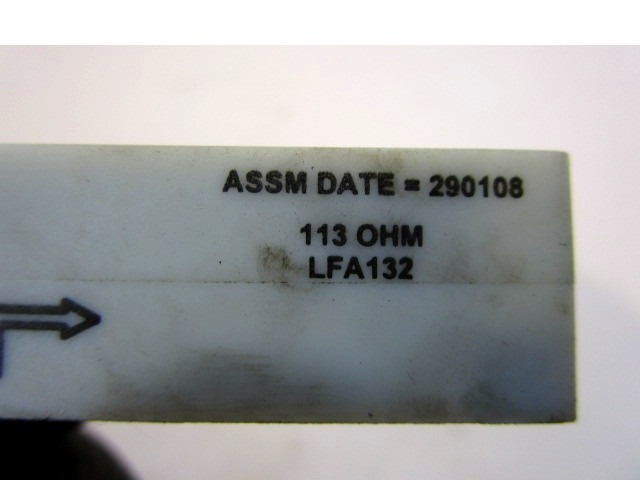 ASSM DATE = 290108
113 OHM
LFA132